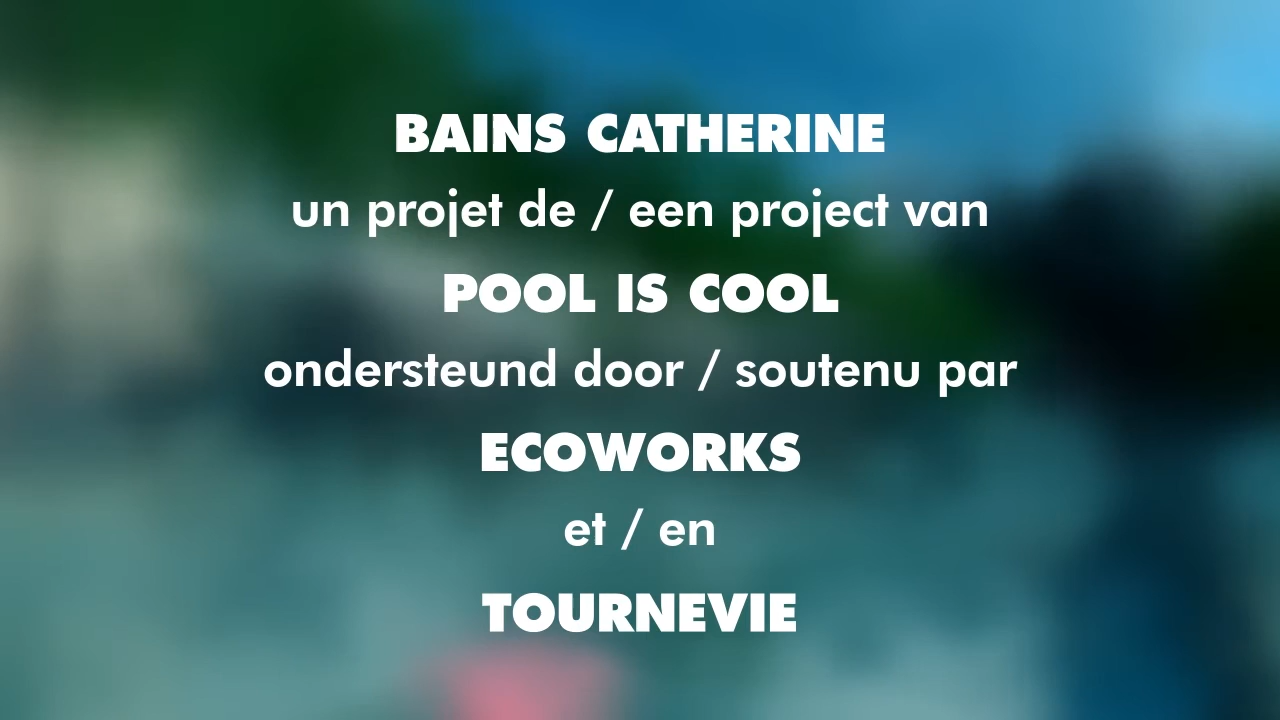 BAINS CATHERINE
un projet de / een project van
POOL IS COOL
ondersteund door / soutenu par
ECOWORKS
et / en
TOURNEVIE